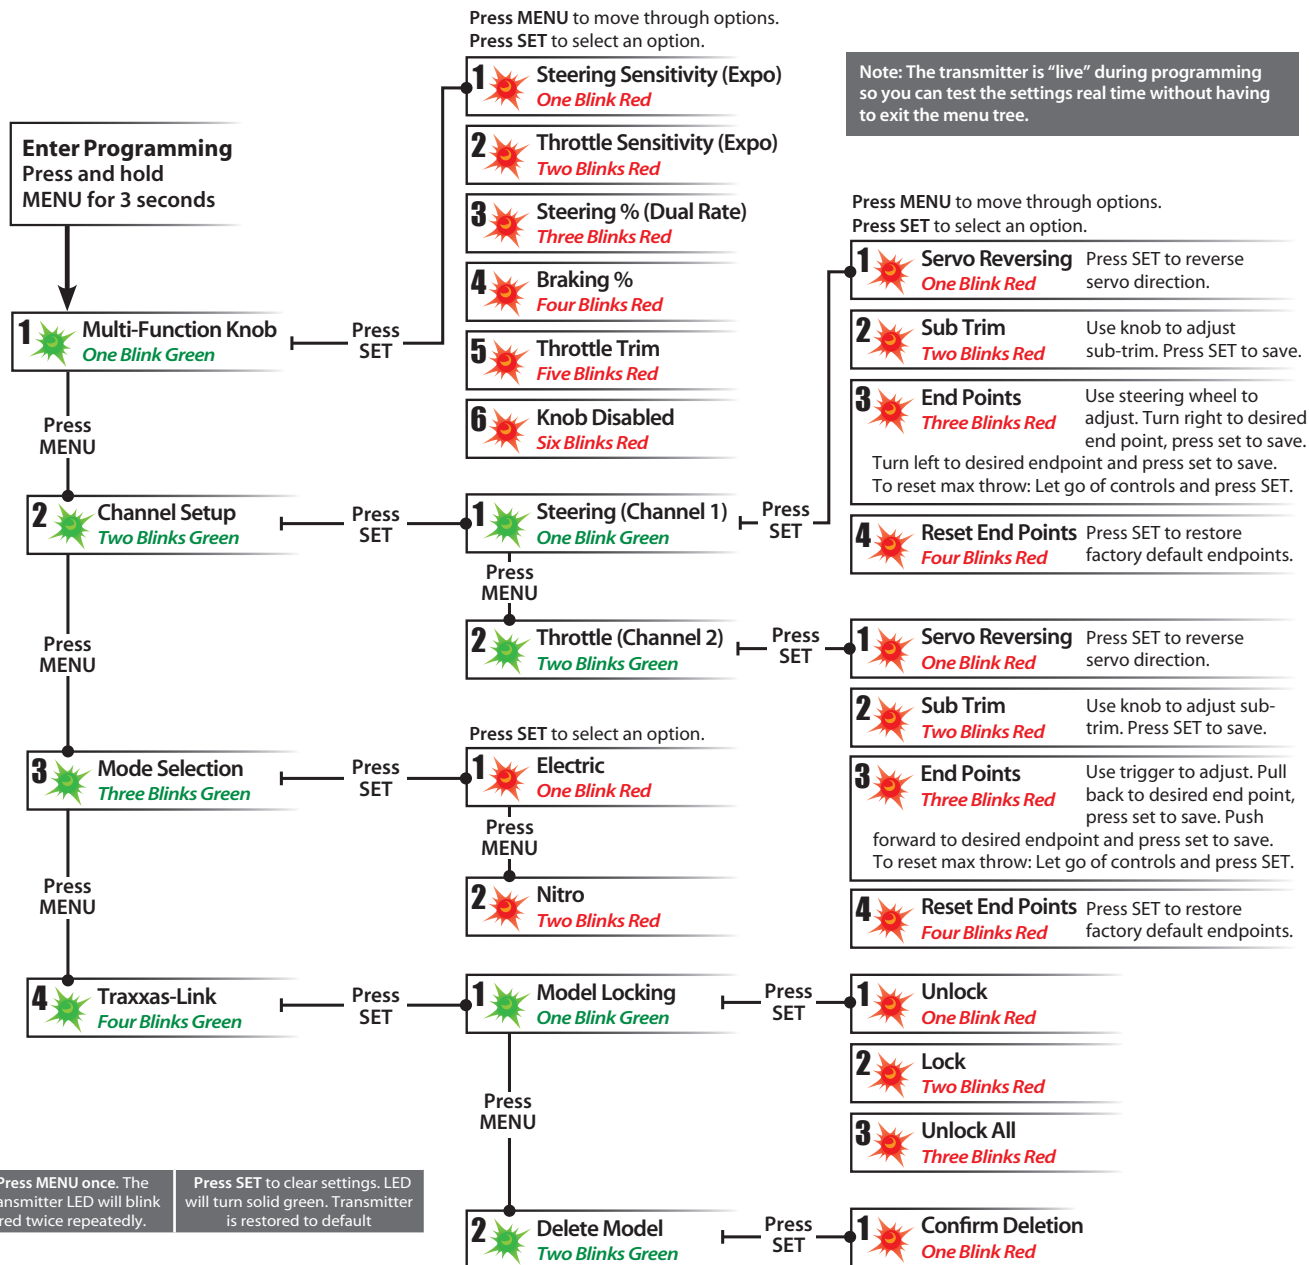 Press MENU to move through options.
Press SET to select an option.
1 Steering Sensitivity (Expo)
One Blink Red
2 Throttle Sensitivity (Expo)
Two Blinks Red
3 Steering % (Dual Rate)
Three Blinks Red
4 Braking %
Four Blinks Red
5 Throttle Trim
Five Blinks Red
6 Knob Disabled
Six Blinks Red
Note: The transmitter is “live” during programming
so you can test the settings real time without having
to exit the menu tree.
Enter Programming
Press and hold
MENU for 3 seconds
1 Multi-Function Knob
One Blink Green
Press
SET
Press
MENU
2 Channel Setup
Two Blinks Green
Press
SET
1 Steering (Channel 1)
One Blink Green
Press
SET
Press MENU to move through options.
Press SET to select an option.
1 Servo Reversing
One Blink Red
Press SET to reverse
servo direction.
2 Sub Trim
Two Blinks Red
Use knob to adjust
sub-trim. Press SET to save.
3 End Points
Three Blinks Red
Use steering wheel to
adjust. Turn right to desired
end point, press set to save.
Turn left to desired endpoint and press set to save.
To reset max throw: Let go of controls and press SET.
4 Reset End Points
Four Blinks Red
Press SET to restore
factory default endpoints.
Press
MENU
2 Throttle (Channel 2)
Two Blinks Green
Press
SET
1 Servo Reversing
One Blink Red
Press SET to reverse
servo direction.
2 Sub Trim
Two Blinks Red
Use knob to adjust sub-
trim. Press SET to save.
3 End Points
Three Blinks Red
Use trigger to adjust. Pull
back to desired end point,
press set to save. Push
forward to desired endpoint and press set to save.
To reset max throw: Let go of controls and press SET.
4 Reset End Points
Four Blinks Red
Press SET to restore
factory default endpoints.
Press
MENU
3 Mode Selection
Three Blinks Green
Press
SET
Press SET to select an option.
1 Electric
One Blink Red
Press
MENU
2 Nitro
Two Blinks Red
Press
MENU
4 Traxxas-Link
Four Blinks Green
Press
SET
1 Model Locking
One Blink Green
Press
SET
1 Unlock
One Blink Red
2 Lock
Two Blinks Red
3 Unlock All
Three Blinks Red
Press
MENU
2 Delete Model
Two Blinks Green
Press
SET
1 Confirm Deletion
One Blink Red
Press MENU once. The
ansmitter LED will blink
red twice repeatedly.
Press SET to clear settings. LED
will turn solid green. Transmitter
is restored to default